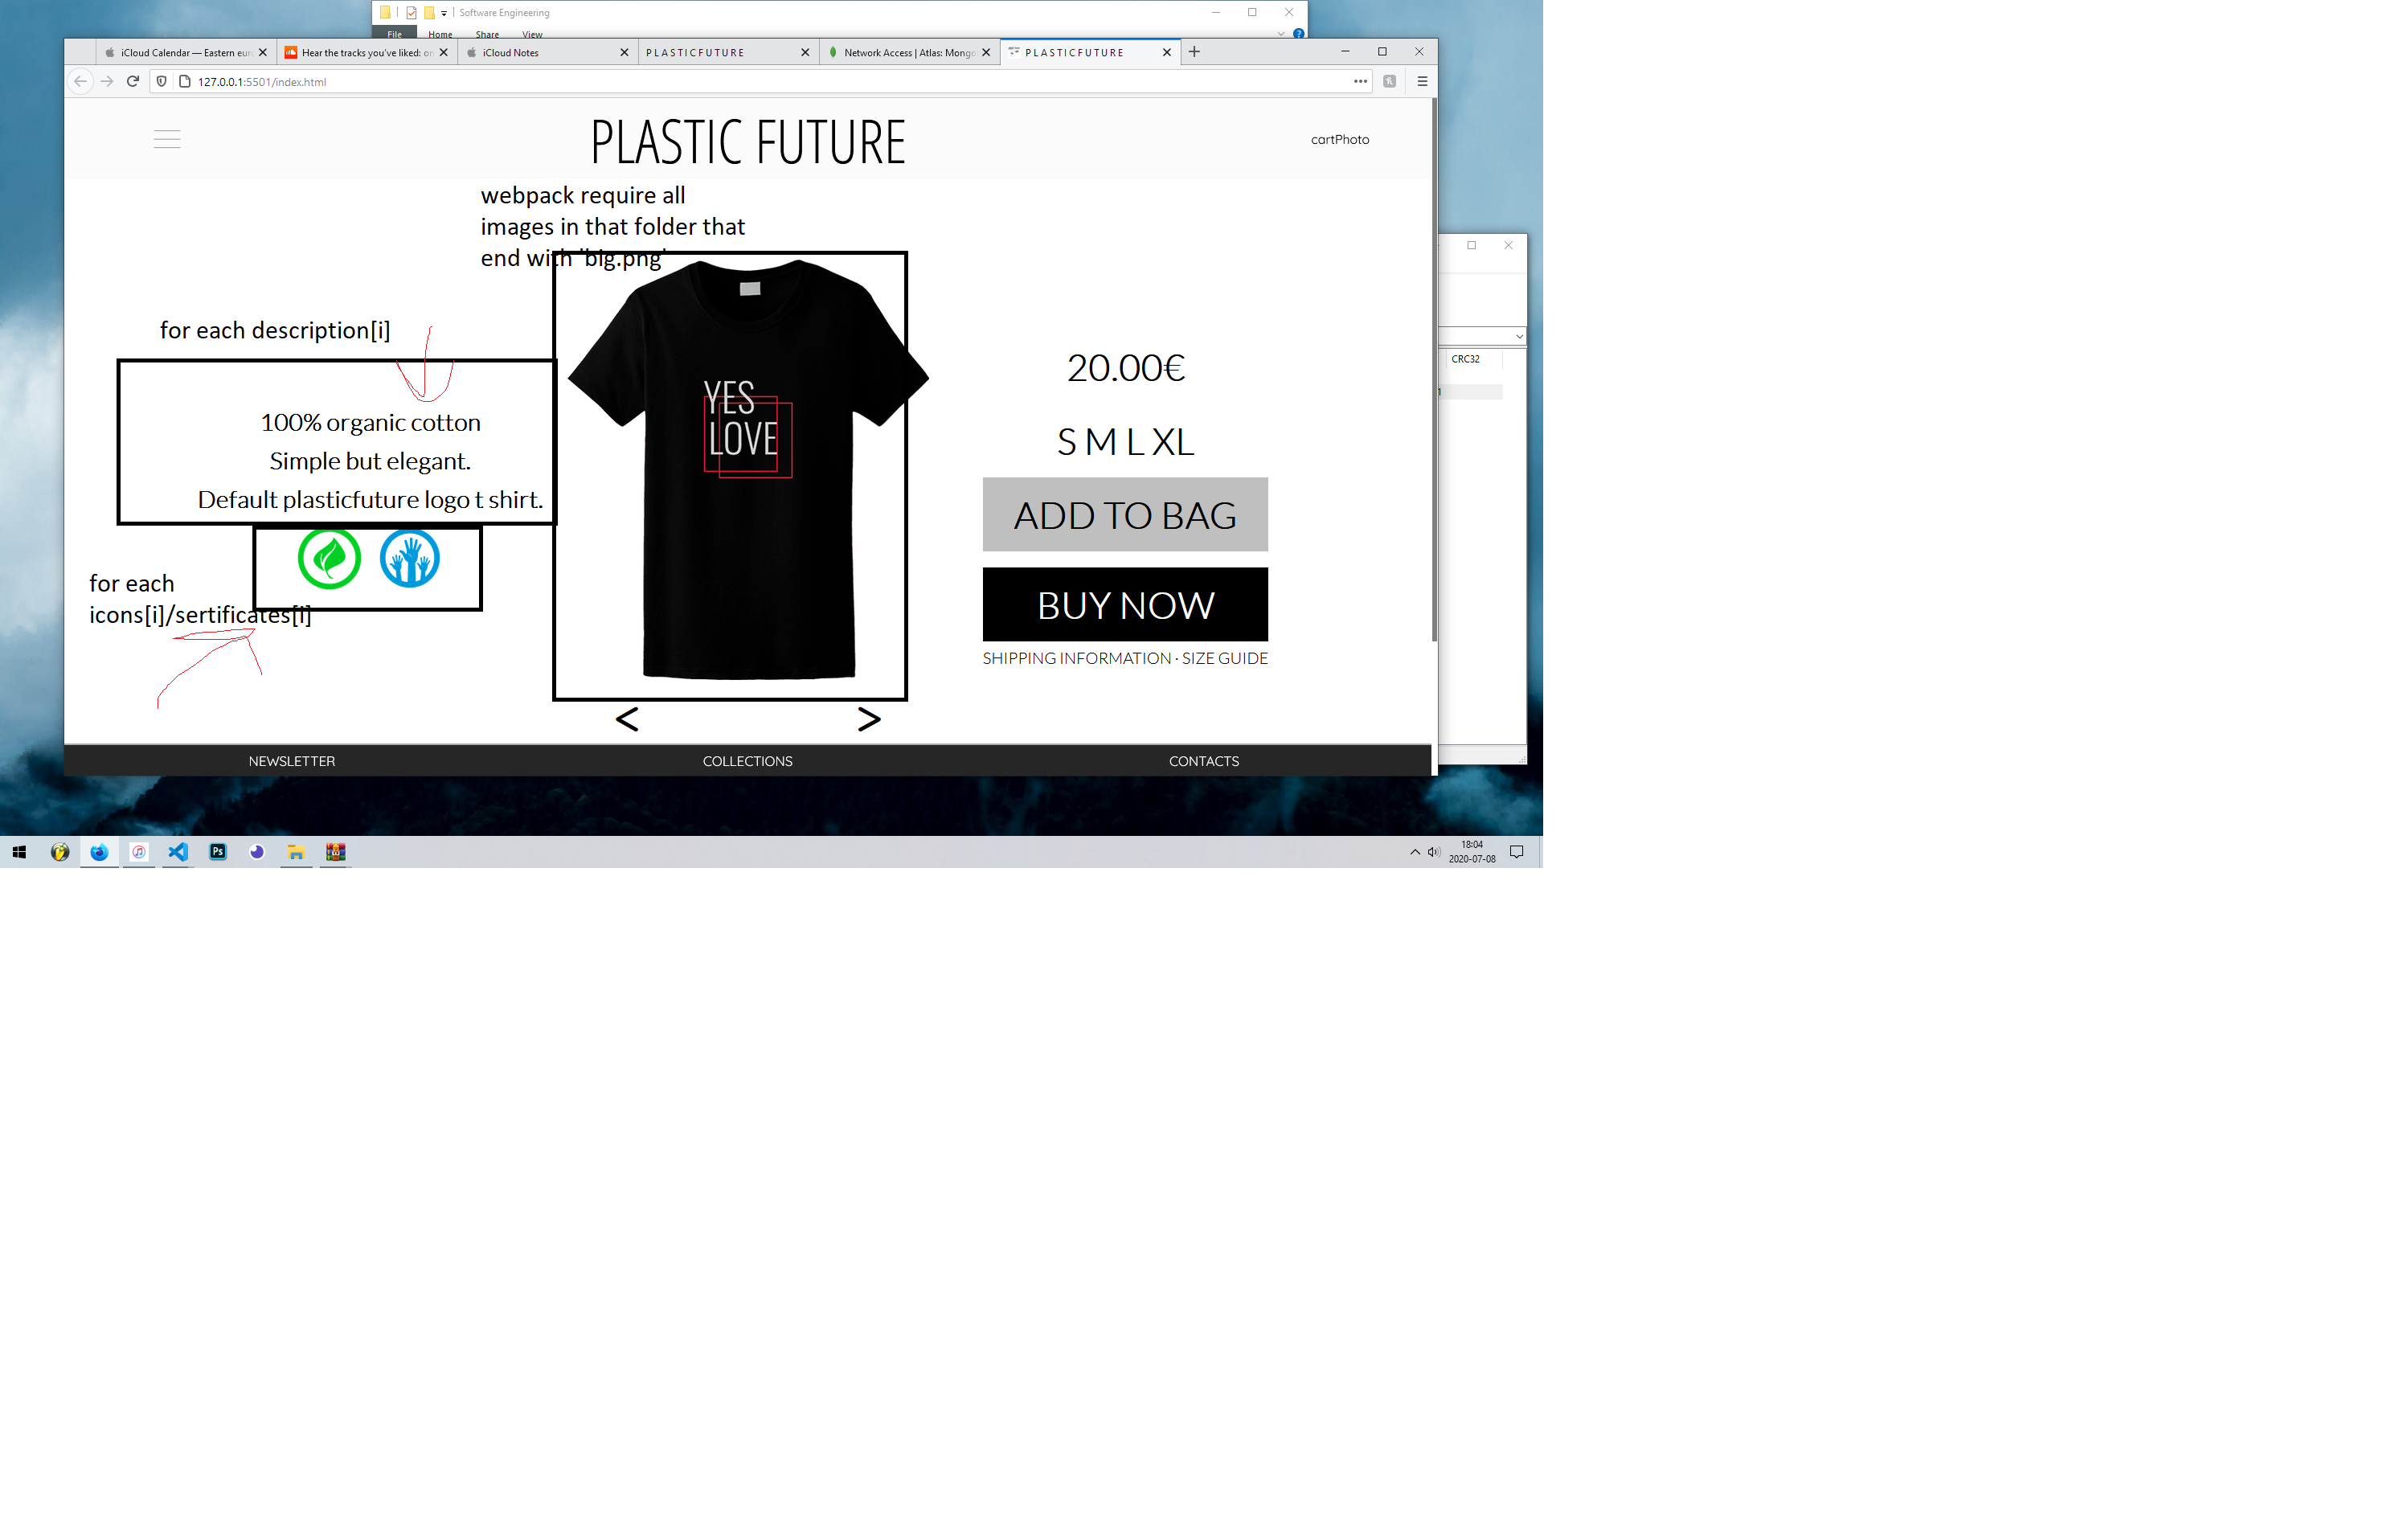 Software Engineering
File Home Share View
iCloud Calendar — Eastern eur
Hear the tracks you've liked: on
iCloud Notes
P L A S T I C F U T U R E
Network Access | Atlas: Mongo
P L A S T I C F U T U R E
127.0.0.1:5501/index.html
PLASTIC FUTURE
cartPhoto
webpack require all
images in that folder that
end with 'big.png'
for each description[i]
100% organic cotton
Simple but elegant.
Default plasticfuture logo t shirt.
for each
icons[i]/sertificates[i]
YES
LOVE
< >
20.00€
S M L XL
ADD TO BAG
BUY NOW
SHIPPING INFORMATION · SIZE GUIDE
CRC32
NEWSLETTER
COLLECTIONS
CONTACTS
Ps
18:04
2020-07-08